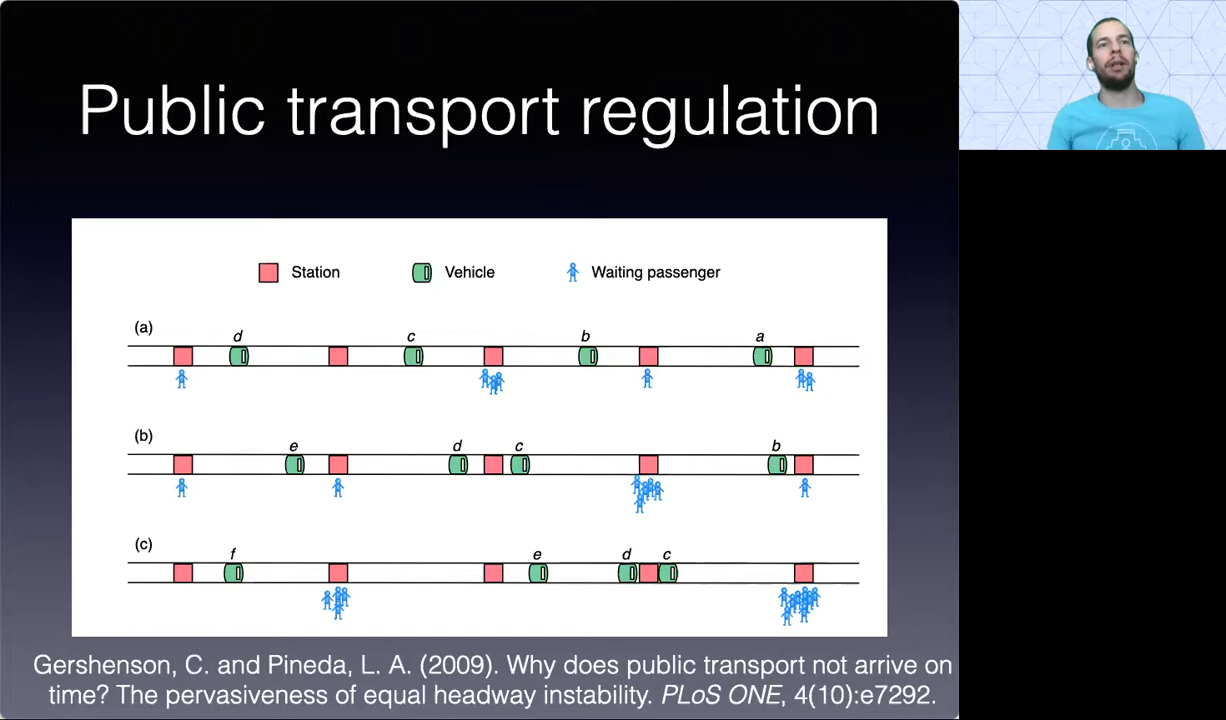 Public transport regulation
Station Vehicle Waiting passenger
(a)
d c b a
(b)
e d c b
(c)
f e d c
Gershenson, C. and Pineda, L. A. (2009). Why does public transport not arrive on
time? The pervasiveness of equal headway instability. PLoS ONE, 4(10):e7292.